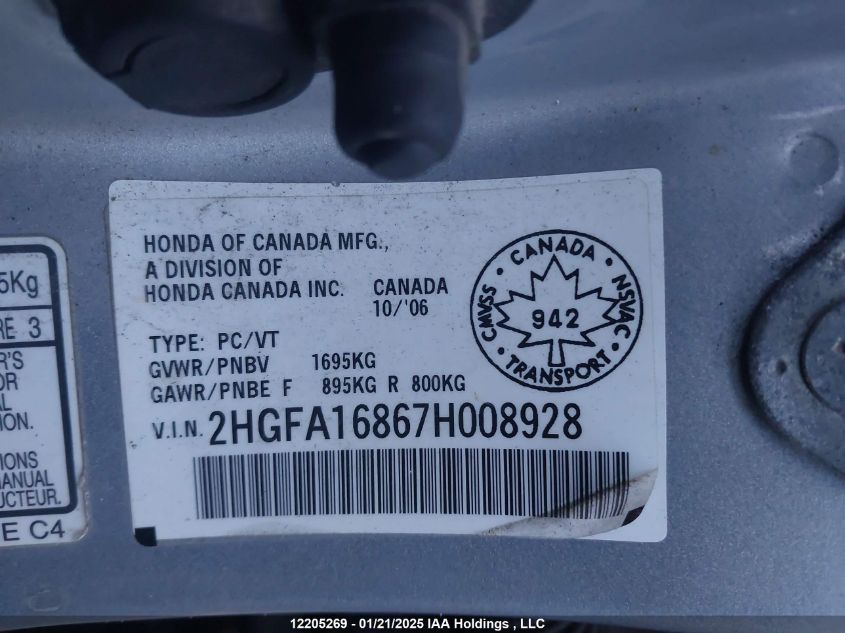 HONDA OF CANADA MFG.,
A DIVISION OF
HONDA CANADA INC. CANADA
10/'06
TYPE: PC/VT
GVWR/PNBV 1695KG
GAWR/PNBE F 895KG R 800KG
V.I.N. 2HGFA16867H008928
CANADA
CMVSS NSVAC
942
TRANSPORT
5Kg
RE 3
R'S
OR
AL
ION.
IONS
MANUAL
UCTEUR.
E C4
12205269 - 01/21/2025 IAA Holdings , LLC